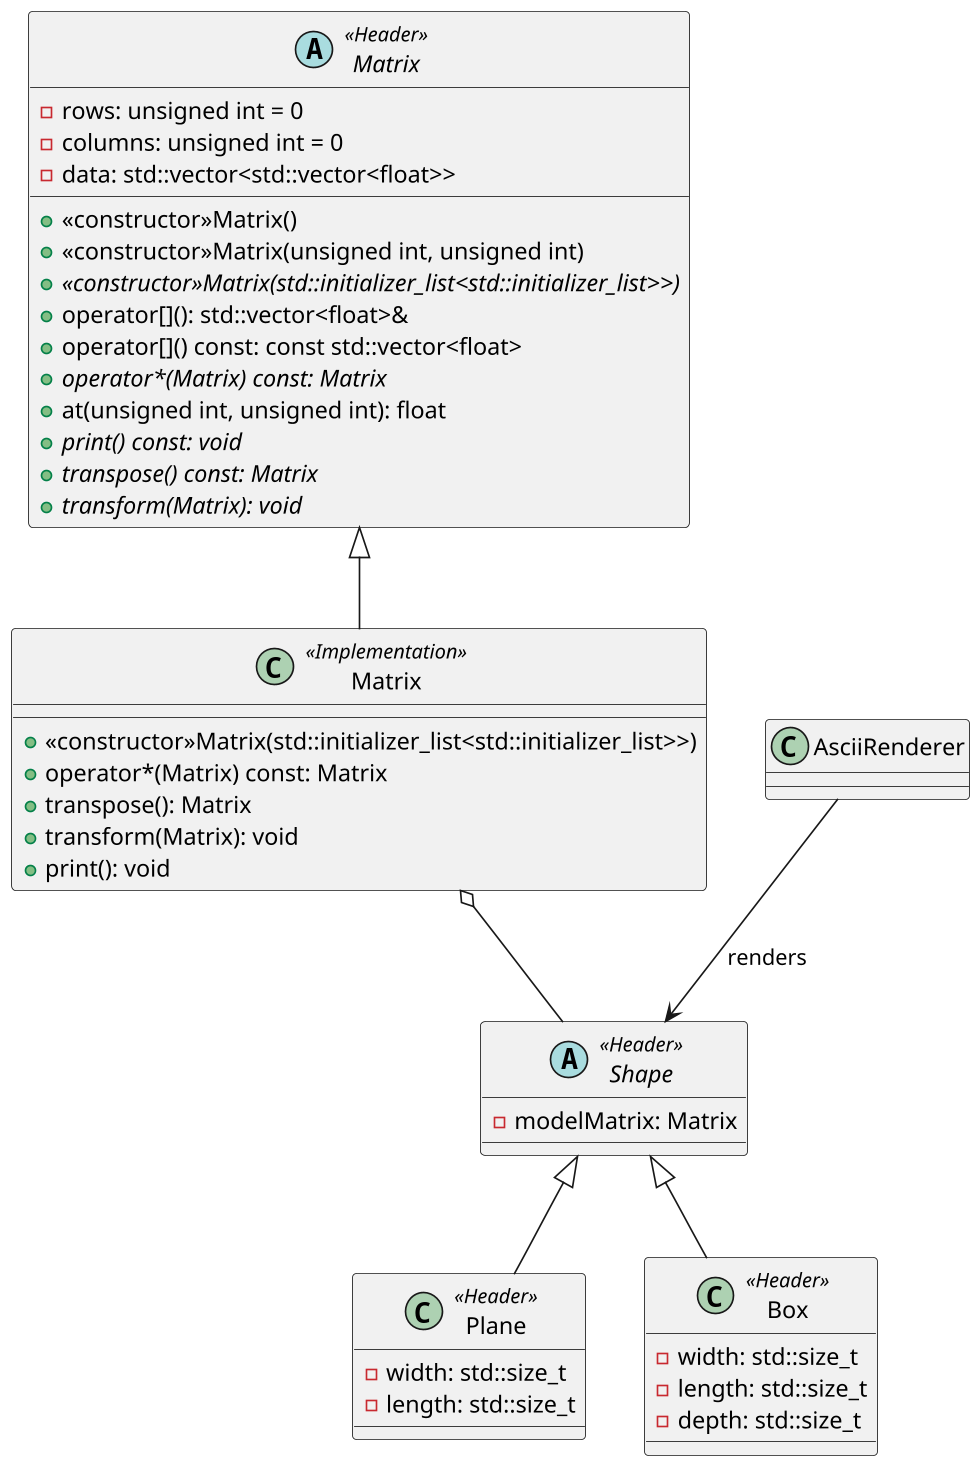 A
«Header»
Matrix
rows: unsigned int = 0
columns: unsigned int = 0
data: std::vector<std::vector<float>>
«constructor»Matrix()
«constructor»Matrix(unsigned int, unsigned int)
«constructor»Matrix(std::initializer_list<std::initializer_list>>)
operator[](): std::vector<float>&
operator[]() const: const std::vector<float>
operator*(Matrix) const: Matrix
at(unsigned int, unsigned int): float
print() const: void
transpose() const: Matrix
transform(Matrix): void
C
«Implementation»
Matrix
«constructor»Matrix(std::initializer_list<std::initializer_list>>)
operator*(Matrix) const: Matrix
transpose(): Matrix
transform(Matrix): void
print(): void
C AsciiRenderer
renders
A
«Header»
Shape
modelMatrix: Matrix
C
«Header»
Plane
width: std::size_t
length: std::size_t
C
«Header»
Box
width: std::size_t
length: std::size_t
depth: std::size_t